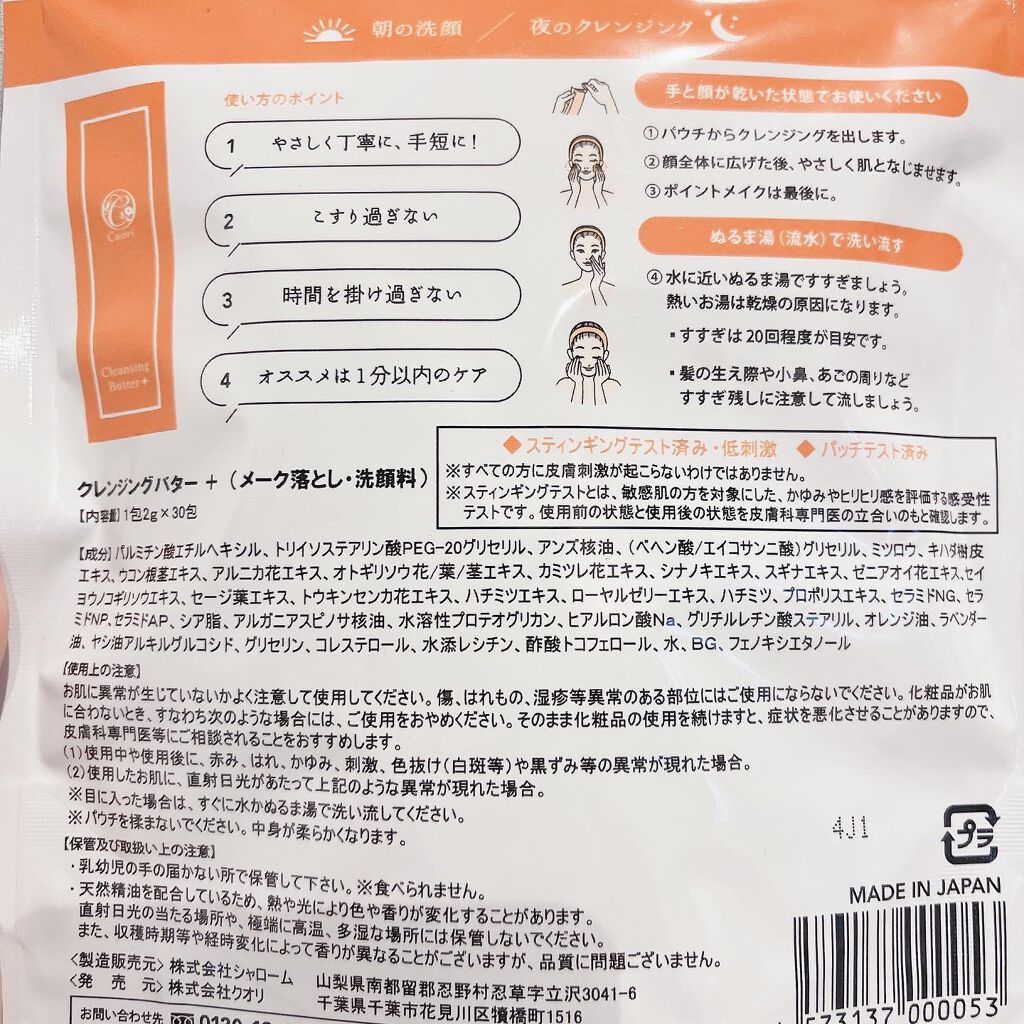 朝の洗顔 / 夜のクレンジング
使い方のポイント
1 やさしく丁寧に、手短に!
2 こすり過ぎない
3 時間を掛け過ぎない
4 オススメは1分以内のケア
Cuory
Cleansing
Butter+
手と顔が乾いた状態でお使いください
①パウチからクレンジングを出します。
②顔全体に広げた後、やさしく肌となじませます。
③ポイントメイクは最後に。
ぬるま湯(流水)で洗い流す
④水に近いぬるま湯ですすぎましょう。
熱いお湯は乾燥の原因になります。
▪すすぎは20回程度が目安です。
▪髪の生え際や小鼻、あごの周りなど
すすぎ残しに注意して流しましょう。
◆スティンギングテスト済み・低刺激 ◆パッチテスト済み
※すべての方に皮膚刺激が起こらないわけではありません。
※スティンギングテストとは、敏感肌の方を対象にした、かゆみやヒリヒリ感を評価する感受性
テストです。使用前の状態と使用後の状態を皮膚科専門医の立会いのもと確認します。
クレンジングバター + (メーク落とし・洗顔料)
【内容量】1包2g×30包
【成分】パルミチン酸エチルヘキシル、トリイソステアリン酸PEG-20グリセリル、アンズ核油、(ベヘン酸/エイコサン二酸)グリセリル、ミツロウ、キハダ樹皮
エキス、ウコン根茎エキス、アルニカ花エキス、オトギリソウ花/葉/茎エキス、カミツレ花エキス、シナノキエキス、スギナエキス、ゼニアオイ花エキス、セイ
ヨウノコギリソウエキス、セージ葉エキス、トウキンセンカ花エキス、ハチミツエキス、ローヤルゼリーエキス、ハチミツ、プロポリスエキス、セラミドNG、セラ
ミドNP、セラミドAP、シア脂、アルガニアスピノサ核油、水溶性プロテオグリカン、ヒアルロン酸Na、グリチルレチン酸ステアリル、オレンジ油、ラベンダー
油、ヤシ油アルキルグルコシド、グリセリン、コレステロール、水添レシチン、酢酸トコフェロール、水、BG、フェノキシエタノール
【使用上の注意】
お肌に異常が生じていないかよく注意して使用してください。傷、はれもの、湿疹等異常のある部位にはご使用にならないでください。化粧品がお肌
に合わないとき、すなわち次のような場合には、ご使用をおやめください。そのまま化粧品の使用を続けますと、症状を悪化させることがありますので、
皮膚科専門医等にご相談されることをおすすめします。
(1)使用中や使用後に、赤み、はれ、かゆみ、刺激、色抜け(白斑等)や黒ずみ等の異常が現れた場合。
(2)使用したお肌に、直射日光があたって上記のような異常が現れた場合。
※目に入った場合は、すぐに水かぬるま湯で洗い流してください。
※パウチを揉まないでください。中身が柔らかくなります。
【保管及び取扱い上の注意】
・乳幼児の手の届かない所で保管して下さい。※食べられません。
・天然精油を配合しているため、熱や光により色や香りが変化することがあります。
直射日光の当たる場所や、極端に高温、多湿な場所には保管しないでください。
また、収穫時期等や経時変化によって香りが異なることがございますが、品質に問題ございません。
<製造販売元>株式会社シャローム 山梨県南都留郡忍野村忍草字立沢3041-6
<発 売 元>株式会社クオリ 千葉県千葉市花見川区犢橋町1516
お問い合わせ先
4J1
プラ
MADE IN JAPAN
573137 000053